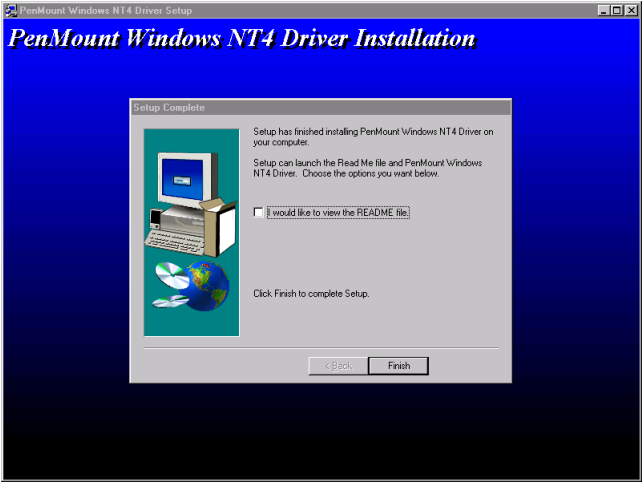 PenMount Windows NT4 Driver Setup
PenMount Windows NT4 Driver Installation
Setup Complete
Setup has finished installing PenMount Windows NT4 Driver on
your computer.
Setup can launch the Read Me file and PenMount Windows
NT4 Driver. Choose the options you want below.
I would like to view the README file.
Click Finish to complete Setup.
< Back
Finish